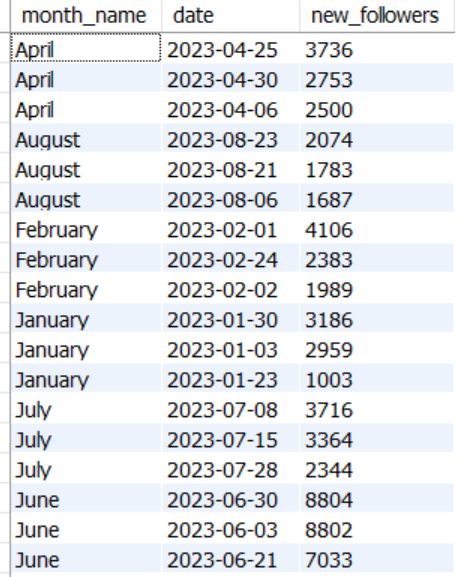 month_name date new_followers
April 2023-04-25 3736
April 2023-04-30 2753
April 2023-04-06 2500
August 2023-08-23 2074
August 2023-08-21 1783
August 2023-08-06 1687
February 2023-02-01 4106
February 2023-02-24 2383
February 2023-02-02 1989
January 2023-01-30 3186
January 2023-01-03 2959
January 2023-01-23 1003
July 2023-07-08 3716
July 2023-07-15 3364
July 2023-07-28 2344
June 2023-06-30 8804
June 2023-06-03 8802
June 2023-06-21 7033